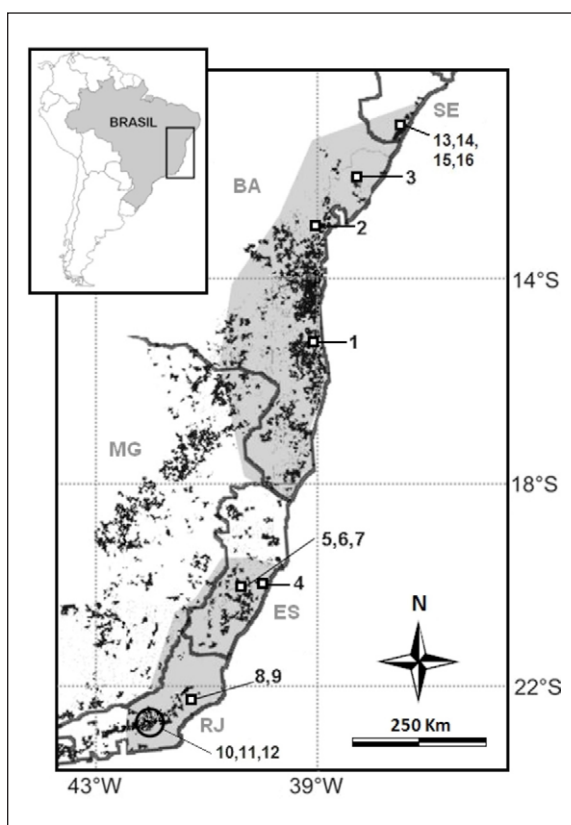 BRASIL
SE
13,14,
15,16
BA
3
2
14°S
1
MG
18°S
5,6,7
4
ES
N
8,9
22°S
RJ
250 Km
10,11,12
43°W
39°W